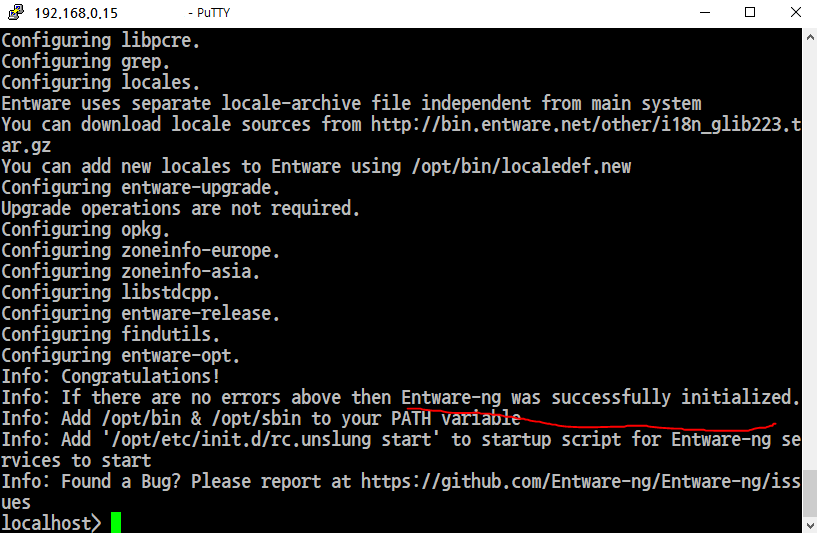 192.168.0.15 - PuTTY
Configuring libpcre.
Configuring grep.
Configuring locales.
Entware uses separate locale-archive file independent from main system
You can download locale sources from http://bin.entware.net/other/i18n_glib223.t
ar.gz
You can add new locales to Entware using /opt/bin/localedef.new
Configuring entware-upgrade.
Upgrade operations are not required.
Configuring opkg.
Configuring zoneinfo-europe.
Configuring zoneinfo-asia.
Configuring libstdcpp.
Configuring entware-release.
Configuring findutils.
Configuring entware-opt.
Info: Congratulations!
Info: If there are no errors above then Entware-ng was successfully initialized.
Info: Add /opt/bin & /opt/sbin to your PATH variable
Info: Add '/opt/etc/init.d/rc.unslung start' to startup script for Entware-ng se
rvices to start
Info: Found a Bug? Please report at https://github.com/Entware-ng/Entware-ng/iss
ues
localhost>